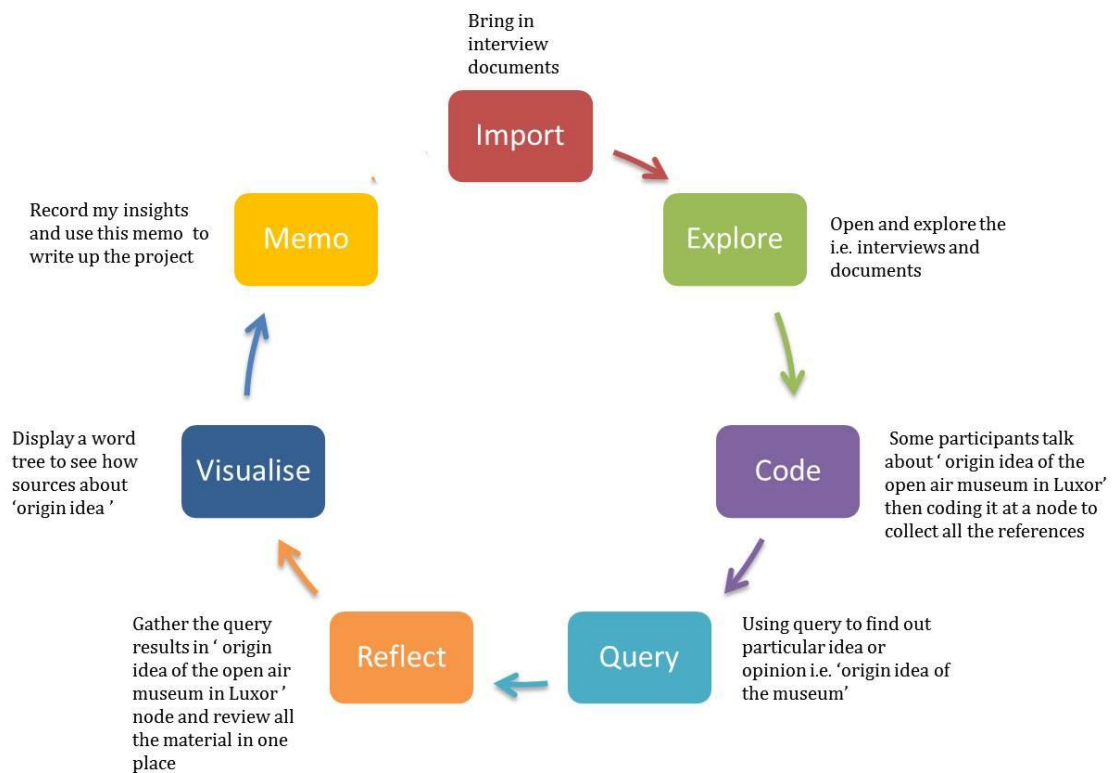 Bring in
interview
documents
Import
Explore
Open and explore the
i.e. interviews and
documents
Code
Some participants talk
about ‘ origin idea of the
open air museum in Luxor’
then coding it at a node to
collect all the references
Query
Using query to find out
particular idea or
opinion i.e. ‘origin idea of
the museum’
Reflect
Gather the query
results in ‘ origin
idea of the open air
museum in Luxor ’
node and review all
the material in one
place
Visualise
Display a word
tree to see how
sources about
‘origin idea ’
Memo
Record my insights
and use this memo to
write up the project